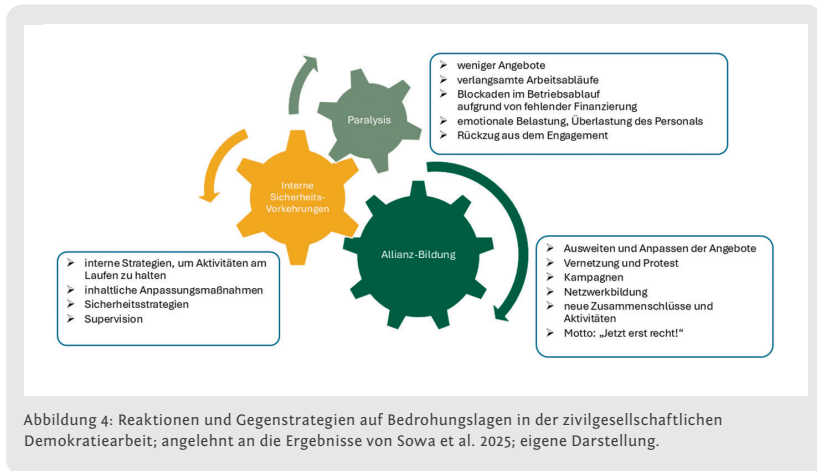 Paralysis
➢ weniger Angebote
➢ verlangsamte Arbeitsabläufe
➢ Blockaden im Betriebsablauf
aufgrund von fehlender Finanzierung
➢ emotionale Belastung, Überlastung des Personals
➢ Rückzug aus dem Engagement
Interne
Sicherheits-
Vorkehrungen
➢ interne Strategien, um Aktivitäten am
Laufen zu halten
➢ inhaltliche Anpassungsmaßnahmen
➢ Sicherheitsstrategien
➢ Supervision
Allianz-Bildung
➢ Ausweiten und Anpassen der Angebote
➢ Vernetzung und Protest
➢ Kampagnen
➢ Netzwerkbildung
➢ neue Zusammenschlüsse und
Aktivitäten
➢ Motto: „Jetzt erst recht!“
Abbildung 4: Reaktionen und Gegenstrategien auf Bedrohungslagen in der zivilgesellschaftlichen
Demokratiearbeit; angelehnt an die Ergebnisse von Sowa et al. 2025; eigene Darstellung.